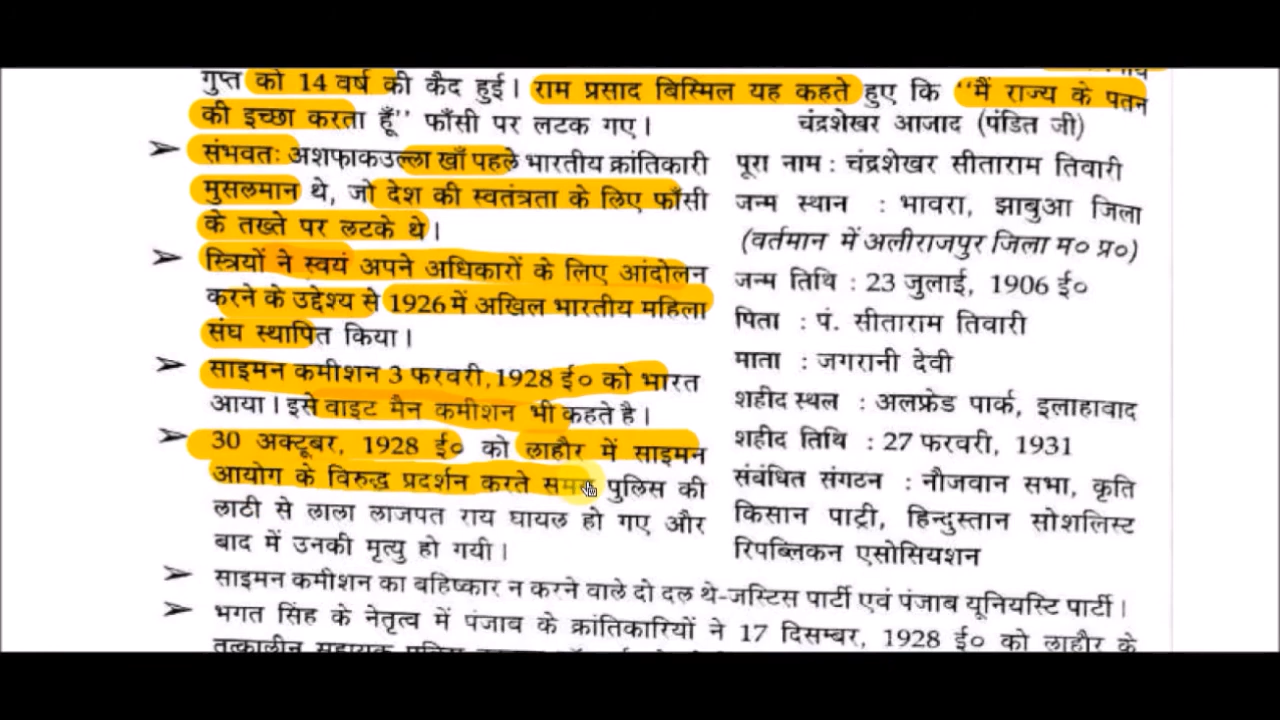 गुप्त को 14 वर्ष की कैद हुई। राम प्रसाद बिस्मिल यह कहते हुए कि ‘‘मैं राज्य के पतन
की इच्छा करता हूँ’’ फाँसी पर लटक गए।
➢ संभवतः अशफाकउल्ला खाँ पहले भारतीय क्रांतिकारी
मुसलमान थे, जो देश की स्वतंत्रता के लिए फाँसी
के तख्ते पर लटके थे।
➢ स्त्रियों ने स्वयं अपने अधिकारों के लिए आंदोलन
करने के उद्देश्य से 1926 में अखिल भारतीय महिला
संघ स्थापित किया।
➢ साइमन कमीशन 3 फरवरी, 1928 ई० को भारत
आया। इसे वाइट मैन कमीशन भी कहते है।
➢ 30 अक्टूबर, 1928 ई० को लाहौर में साइमन
आयोग के विरुद्ध प्रदर्शन करते समय पुलिस की
लाटी से लाला लाजपत राय घायल हो गए और
बाद में उनकी मृत्यु हो गयी।
चंद्रशेखर आजाद (पंडित जी)
पूरा नाम : चंद्रशेखर सीताराम तिवारी
जन्म स्थान : भावरा, झाबुआ जिला
(वर्तमान में अलीराजपुर जिला म० प्र०)
जन्म तिथि : 23 जुलाई, 1906 ई०
पिता : पं. सीताराम तिवारी
माता : जगरानी देवी
शहीद स्थल : अलफ्रेड पार्क, इलाहावाद
शहीद तिथि : 27 फरवरी, 1931
संबंधित संगठन : नौजवान सभा, कृति
किसान पाट्री, हिन्दुस्तान सोशलिस्ट
रिपब्लिकन एसोसियशन
➢ साइमन कमीशन का बहिष्कार न करने वाले दो दल थे-जस्टिस पार्टी एवं पंजाब यूनियस्टि पार्टी।
➢ भगत सिंह के नेतृत्व में पंजाव के क्रांतिकारियों ने 17 दिसम्बर, 1928 ई० को लाहौर के